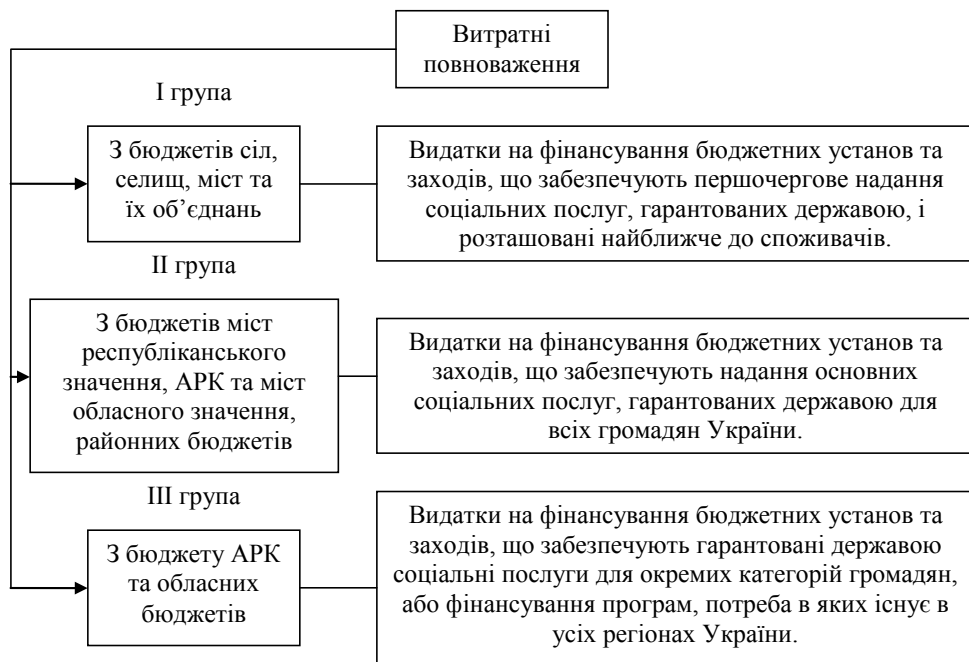 Витратні
повноваження
І група
З бюджетів сіл,
селищ, міст та
їх об’єднань
Видатки на фінансування бюджетних установ та
заходів, що забезпечують першочергове надання
соціальних послуг, гарантованих державою, і
розташовані найближче до споживачів.
ІІ група
З бюджетів міст
республіканського
значення, АРК та міст
обласного значення,
районних бюджетів
Видатки на фінансування бюджетних установ та
заходів, що забезпечують надання основних
соціальних послуг, гарантованих державою для
всіх громадян України.
ІІІ група
З бюджету АРК
та обласних
бюджетів
Видатки на фінансування бюджетних установ та
заходів, що забезпечують гарантовані державою
соціальні послуги для окремих категорій громадян,
або фінансування програм, потреба в яких існує в
усіх регіонах України.